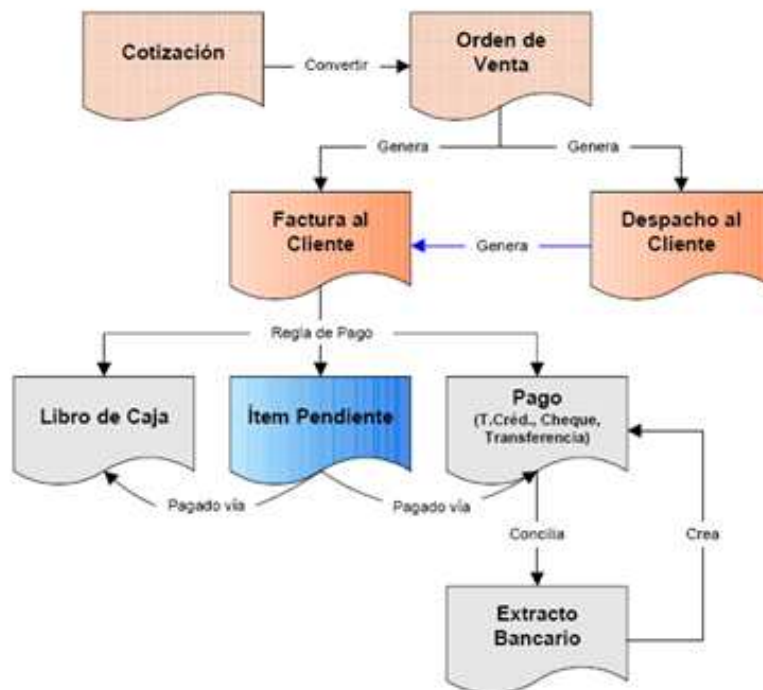 Cotización
Convertir
Orden de
Venta
Genera
Genera
Factura al
Cliente
Genera
Despacho al
Cliente
Regla de Pago
Libro de Caja
Ítem Pendiente
Pago
(T.Créd., Cheque,
Transferencia)
Pagado vía
Pagado vía
Concilia
Crea
Extracto
Bancario